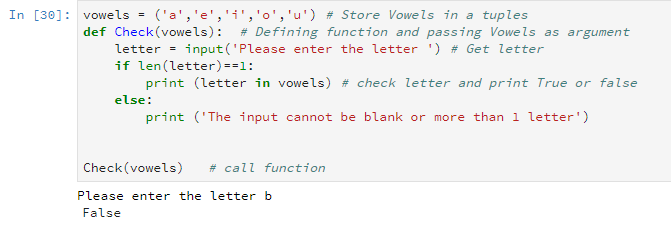 In [30]: vowels = ('a','e','i','o','u') # Store Vowels in a tuples
def Check(vowels):  # Defining function and passing Vowels as argument
    letter = input('Please enter the letter ') # Get letter
    if len(letter)==1:
        print (letter in vowels) # check letter and print True or false
    else:
        print ('The input cannot be blank or more than 1 letter')
Check(vowels)   # call function
Please enter the letter b
False